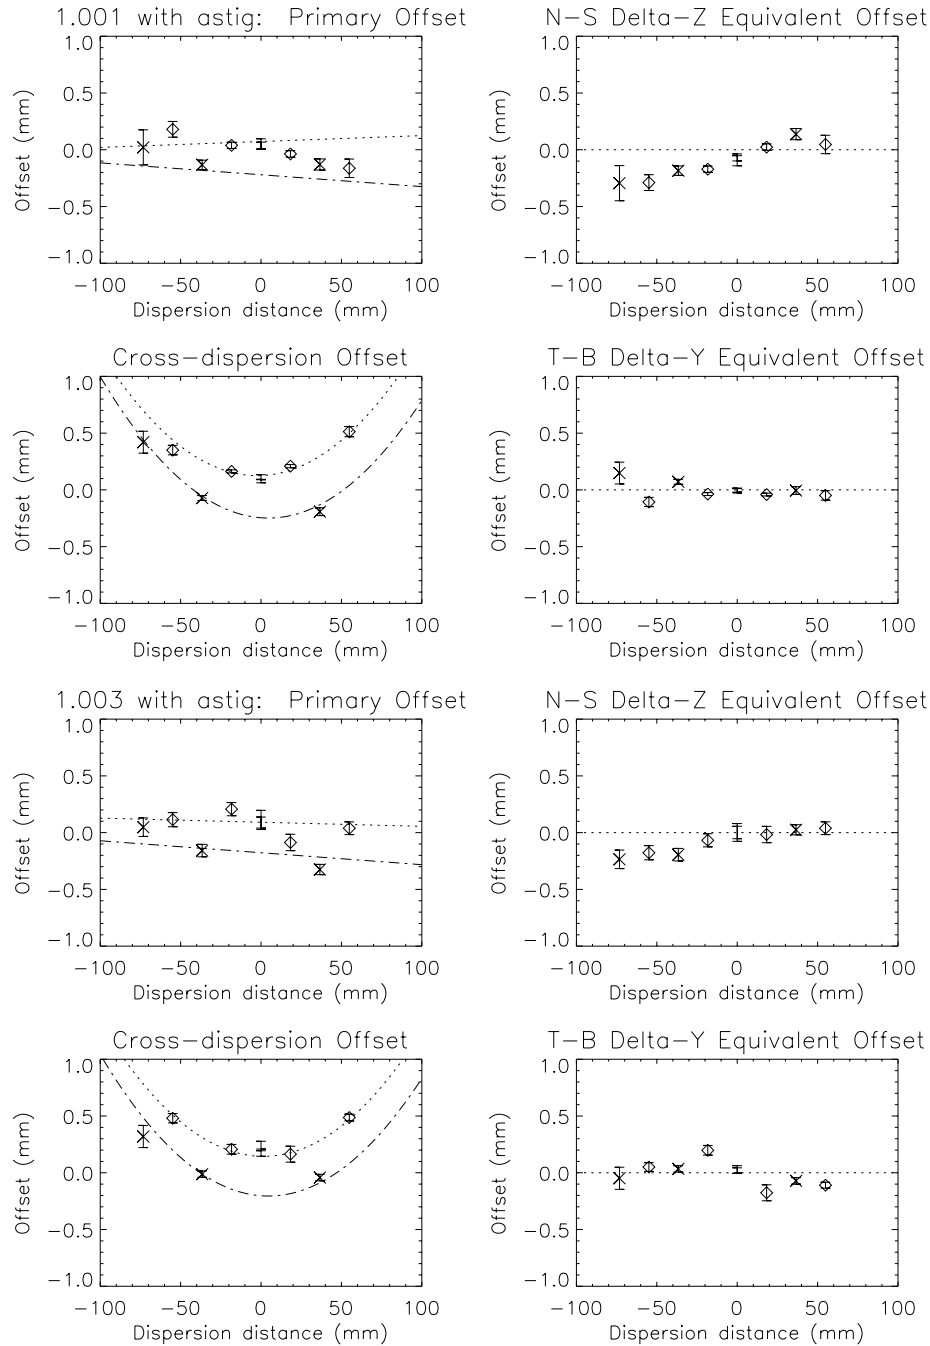 1.001 with astig: Primary Offset
Offset (mm)
1.0
0.5
0.0
−0.5
−1.0
−100 −50 0 50 100
Dispersion distance (mm)
N−S Delta−Z Equivalent Offset
Offset (mm)
1.0
0.5
0.0
−0.5
−1.0
−100 −50 0 50 100
Dispersion distance (mm)
Cross−dispersion Offset
Offset (mm)
1.0
0.5
0.0
−0.5
−1.0
−100 −50 0 50 100
Dispersion distance (mm)
T−B Delta−Y Equivalent Offset
Offset (mm)
1.0
0.5
0.0
−0.5
−1.0
−100 −50 0 50 100
Dispersion distance (mm)
1.003 with astig: Primary Offset
Offset (mm)
1.0
0.5
0.0
−0.5
−1.0
−100 −50 0 50 100
Dispersion distance (mm)
N−S Delta−Z Equivalent Offset
Offset (mm)
1.0
0.5
0.0
−0.5
−1.0
−100 −50 0 50 100
Dispersion distance (mm)
Cross−dispersion Offset
Offset (mm)
1.0
0.5
0.0
−0.5
−1.0
−100 −50 0 50 100
Dispersion distance (mm)
T−B Delta−Y Equivalent Offset
Offset (mm)
1.0
0.5
0.0
−0.5
−1.0
−100 −50 0 50 100
Dispersion distance (mm)